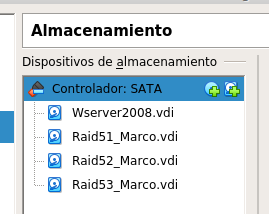 Almacenamiento
Dispositivos de almacenamiento
Controlador: SATA
Wserver2008.vdi
Raid51_Marco.vdi
Raid52_Marco.vdi
Raid53_Marco.vdi